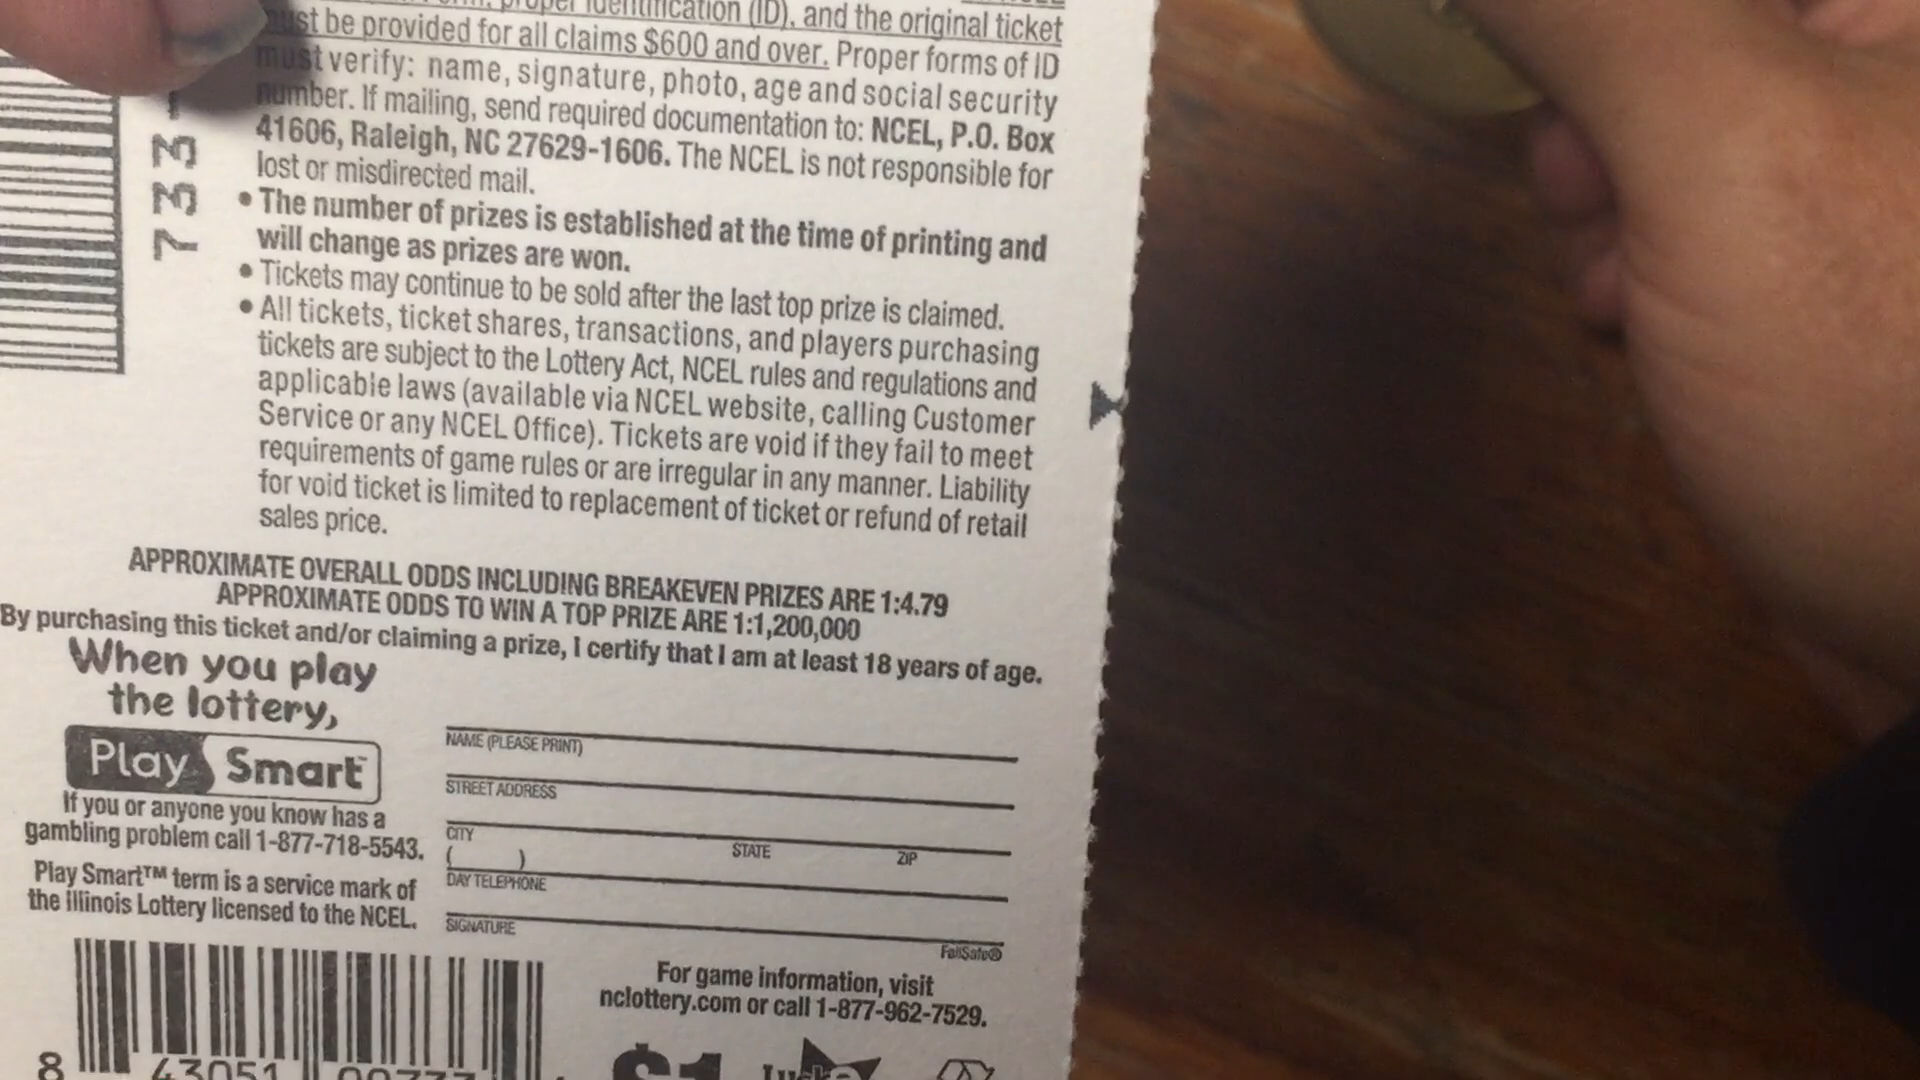 proper identification (ID), and the original ticket
must be provided for all claims $600 and over. Proper forms of ID
must verify: name, signature, photo, age and social security
number. If mailing, send required documentation to: NCEL, P.O. Box
41606, Raleigh, NC 27629-1606. The NCEL is not responsible for
lost or misdirected mail.
• The number of prizes is established at the time of printing and
will change as prizes are won.
• Tickets may continue to be sold after the last top prize is claimed.
• All tickets, ticket shares, transactions, and players purchasing
tickets are subject to the Lottery Act, NCEL rules and regulations and
applicable laws (available via NCEL website, calling Customer
Service or any NCEL Office). Tickets are void if they fail to meet
requirements of game rules or are irregular in any manner. Liability
for void ticket is limited to replacement of ticket or refund of retail
sales price.
733-
APPROXIMATE OVERALL ODDS INCLUDING BREAKEVEN PRIZES ARE 1:4.79
APPROXIMATE ODDS TO WIN A TOP PRIZE ARE 1:1,200,000
By purchasing this ticket and/or claiming a prize, I certify that I am at least 18 years of age.
When you play
the lottery,
Play Smart™
If you or anyone you know has a
gambling problem call 1-877-718-5543.
Play Smart™ term is a service mark of
the Illinois Lottery licensed to the NCEL.
NAME (PLEASE PRINT)
STREET ADDRESS
CITY STATE ZIP
( )
DAY TELEPHONE
SIGNATURE
FailSafe®
For game information, visit
nclottery.com or call 1-877-962-7529.
8 43051
$1